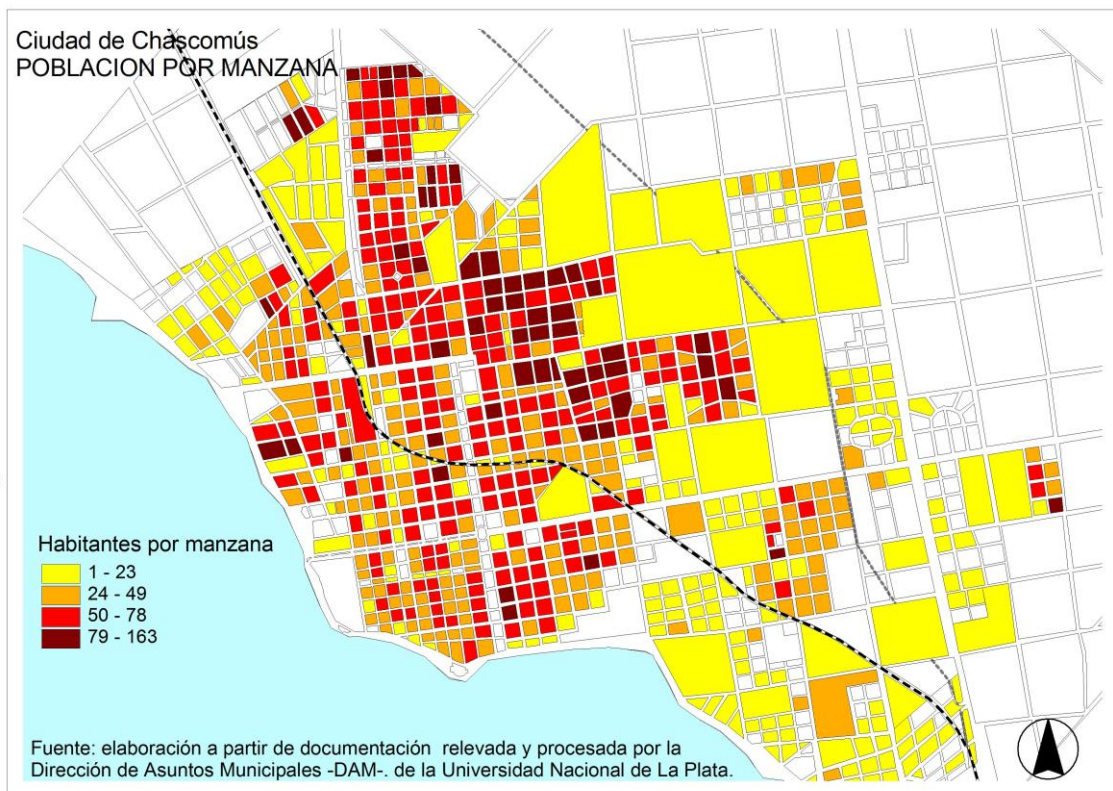 Ciudad de Chascomús
POBLACION POR MANZANA
Habitantes por manzana
1 - 23
24 - 49
50 - 78
79 - 163
Fuente: elaboración a partir de documentación relevada y procesada por la
Dirección de Asuntos Municipales -DAM-. de la Universidad Nacional de La Plata.